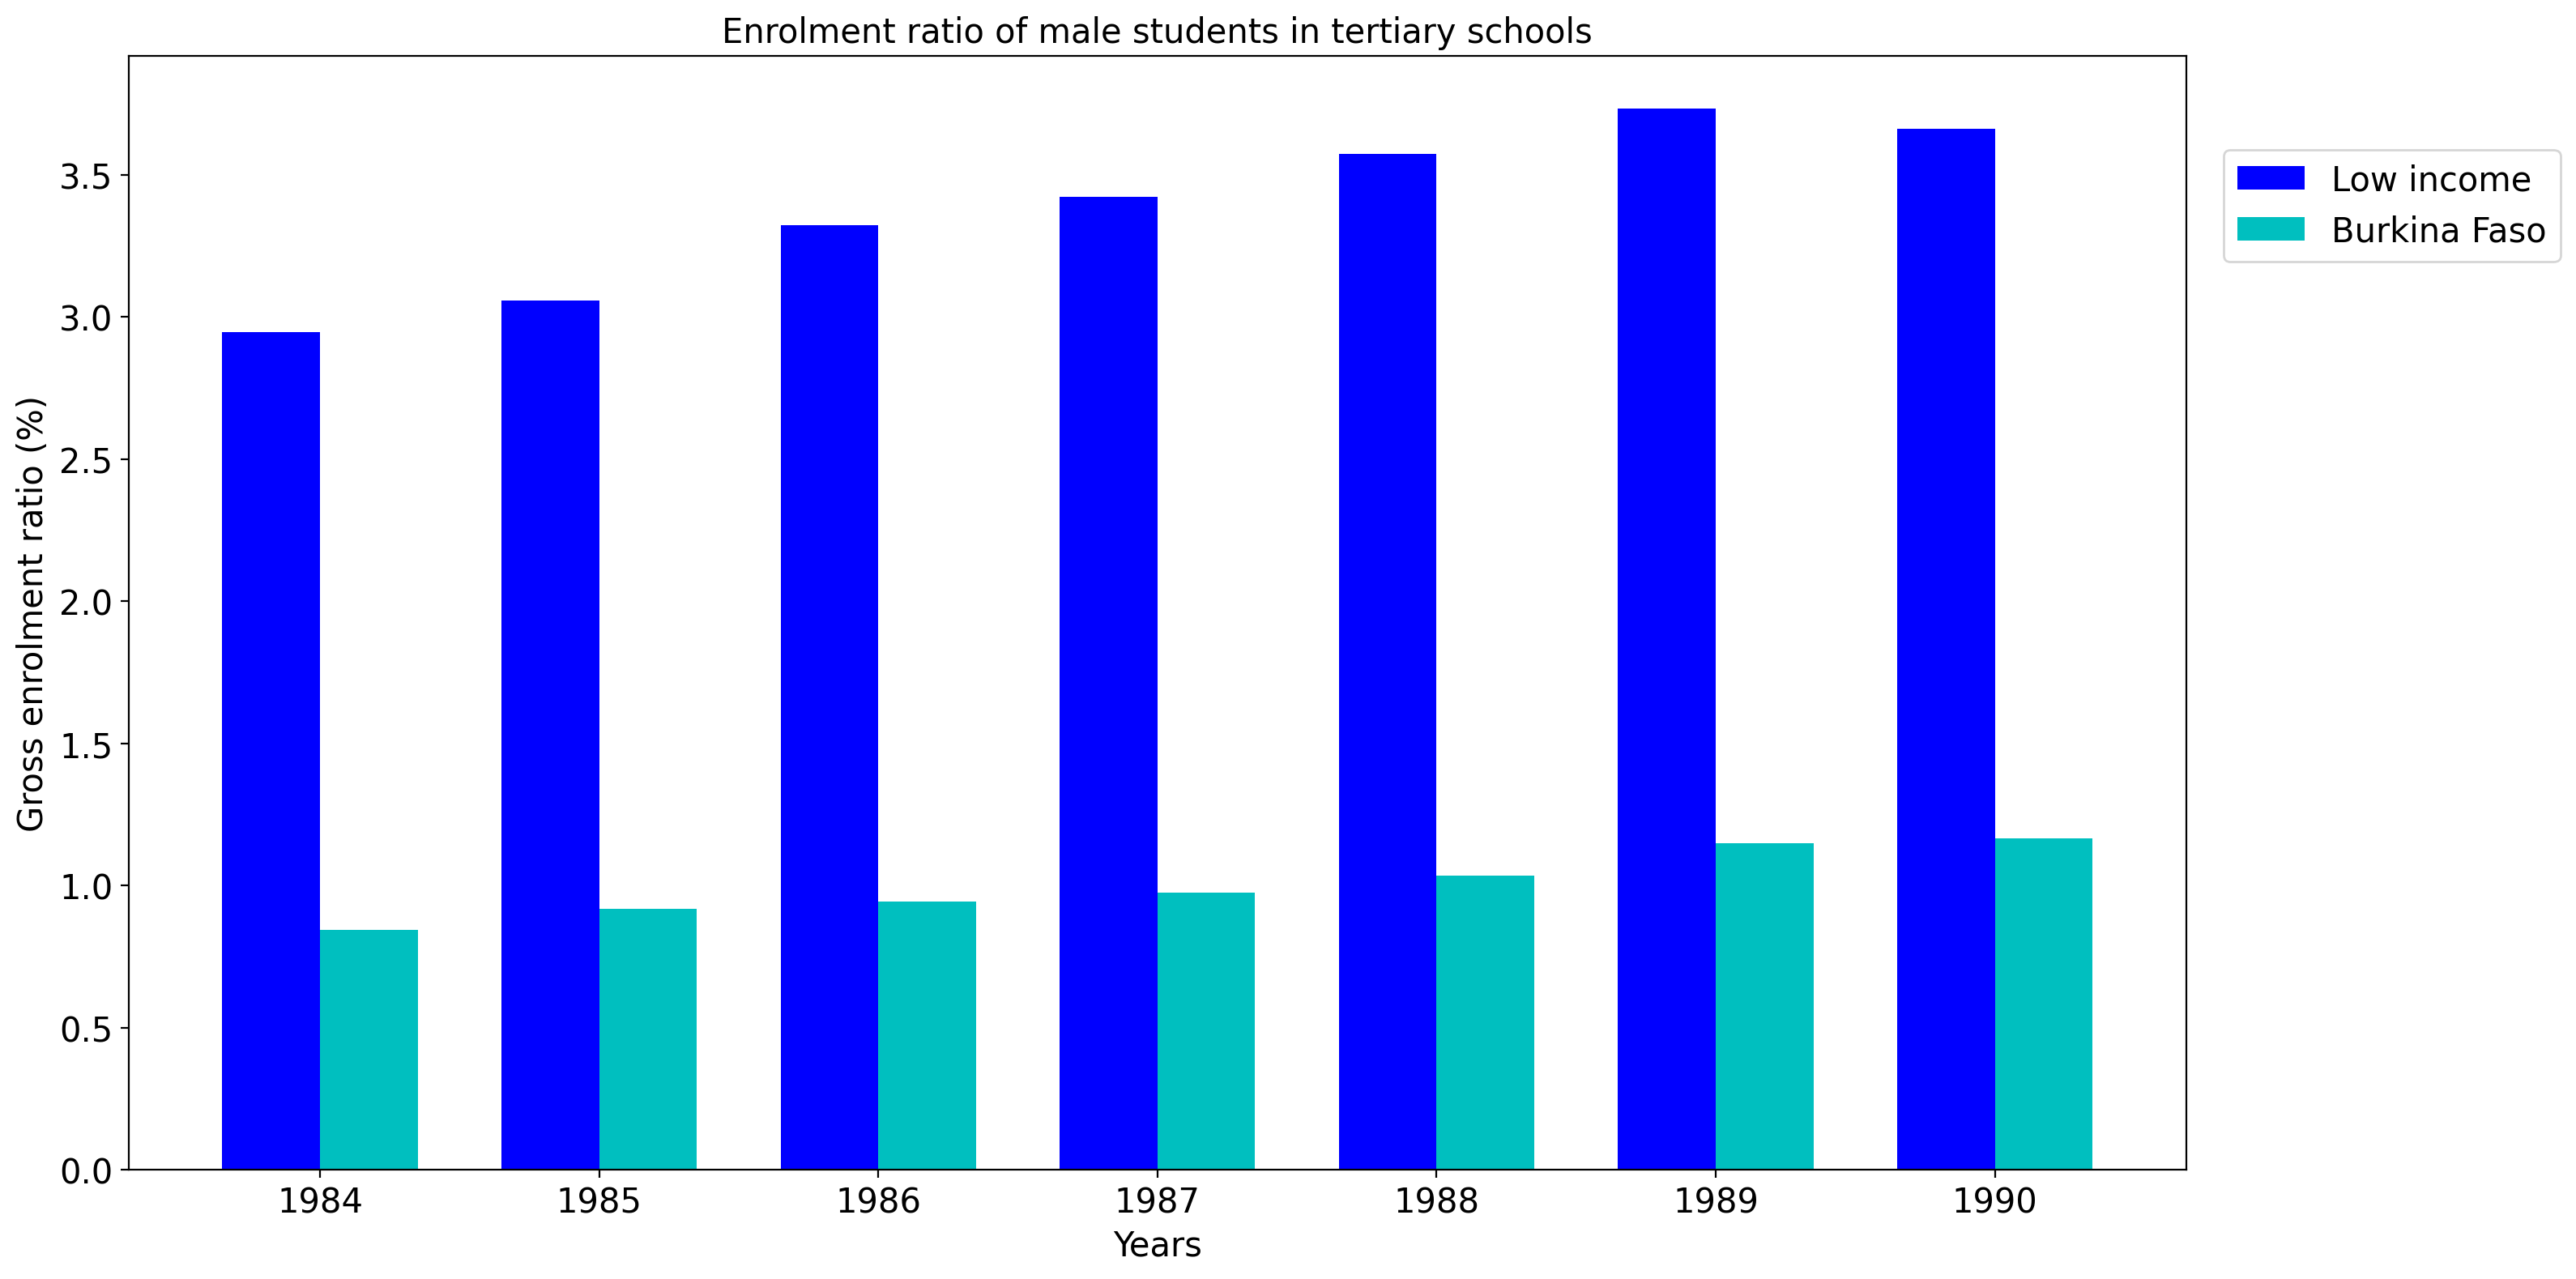 Enrolment ratio of male students in tertiary schools
Gross enrolment ratio (%)
3.5
3.0
2.5
2.0
1.5
1.0
0.5
0.0
1984 1985 1986 1987 1988 1989 1990
Years
Low income
Burkina Faso